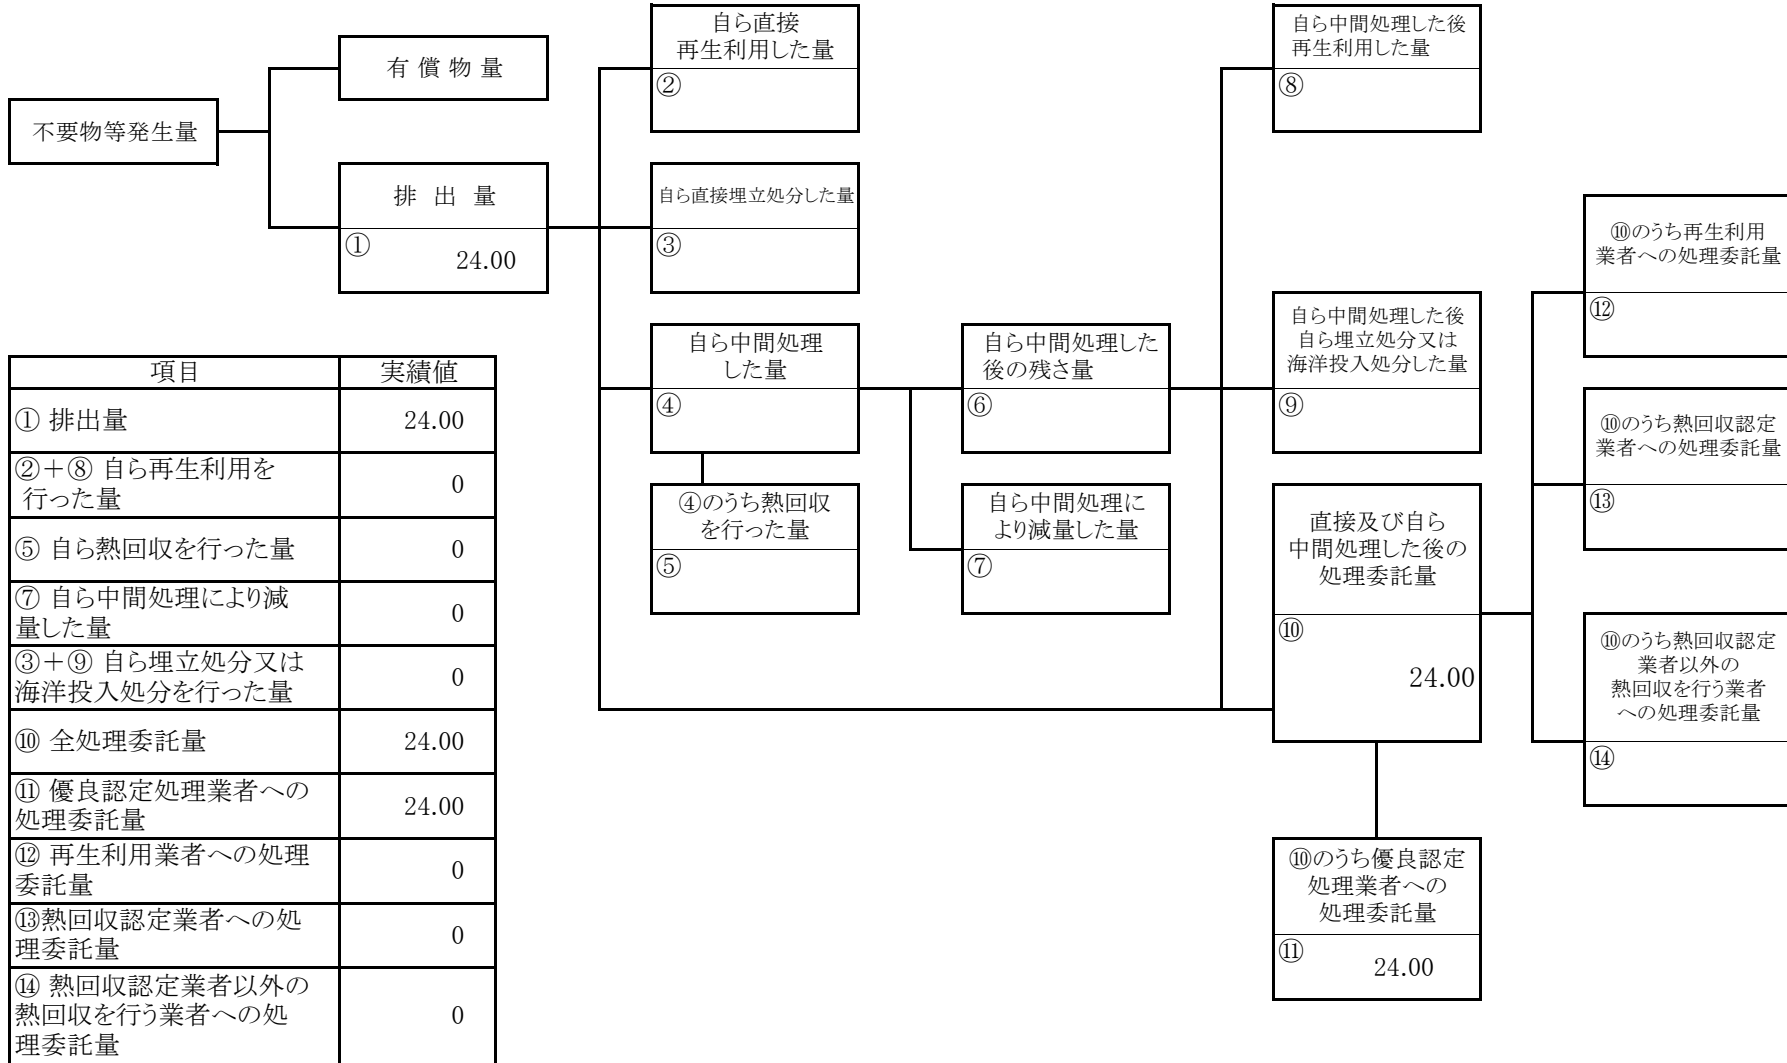 不要物等発生量
有 償 物 量
排 出 量
①
24.00
自ら直接
再生利用した量
②
自ら直接埋立処分した量
③
自ら中間処理
した量
④
④のうち熱回収
を行った量
⑤
自ら中間処理した
後の残さ量
⑥
自ら中間処理に
より減量した量
⑦
自ら中間処理した後
再生利用した量
⑧
自ら中間処理した後
自ら埋立処分又は
海洋投入処分した量
⑨
直接及び自ら
中間処理した後の
処理委託量
⑩
24.00
⑩のうち優良認定
処理業者への
処理委託量
⑪
24.00
⑩のうち再生利用
業者への処理委託量
⑫
⑩のうち熱回収認定
業者への処理委託量
⑬
⑩のうち熱回収認定
業者以外の
熱回収を行う業者
への処理委託量
⑭
項目 実績値
① 排出量 24.00
②＋⑧ 自ら再生利用を
行った量 0
⑤ 自ら熱回収を行った量 0
⑦ 自ら中間処理により減
量した量 0
③＋⑨ 自ら埋立処分又は
海洋投入処分を行った量 0
⑩ 全処理委託量 24.00
⑪ 優良認定処理業者への
処理委託量 24.00
⑫ 再生利用業者への処理
委託量 0
⑬熱回収認定業者への処
理委託量 0
⑭ 熱回収認定業者以外の
熱回収を行う業者への処
理委託量 0